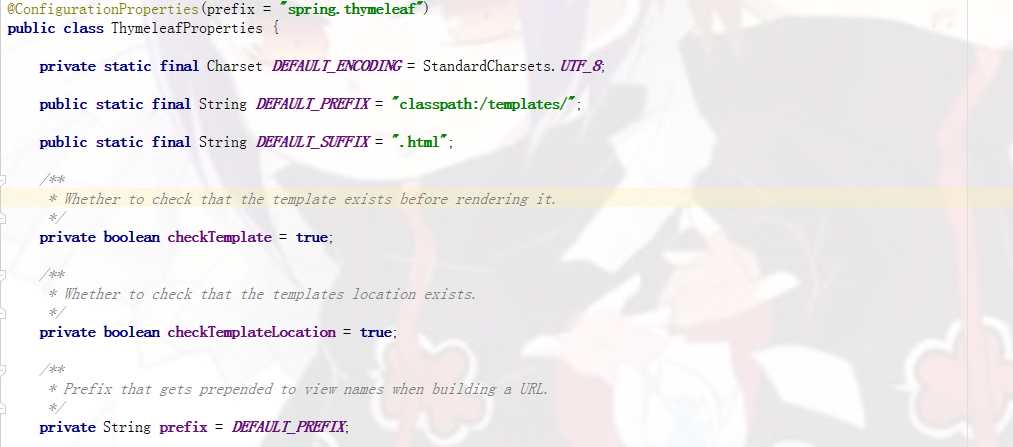 @ConfigurationProperties(prefix = "spring.thymeleaf")
public class ThymeleafProperties {
private static final Charset DEFAULT_ENCODING = StandardCharsets.UTF_8;
public static final String DEFAULT_PREFIX = "classpath:/templates/";
public static final String DEFAULT_SUFFIX = ".html";
/**
* Whether to check that the template exists before rendering it.
*/
private boolean checkTemplate = true;
/**
* Whether to check that the templates location exists.
*/
private boolean checkTemplateLocation = true;
/**
* Prefix that gets prepended to view names when building a URL.
*/
private String prefix = DEFAULT_PREFIX;